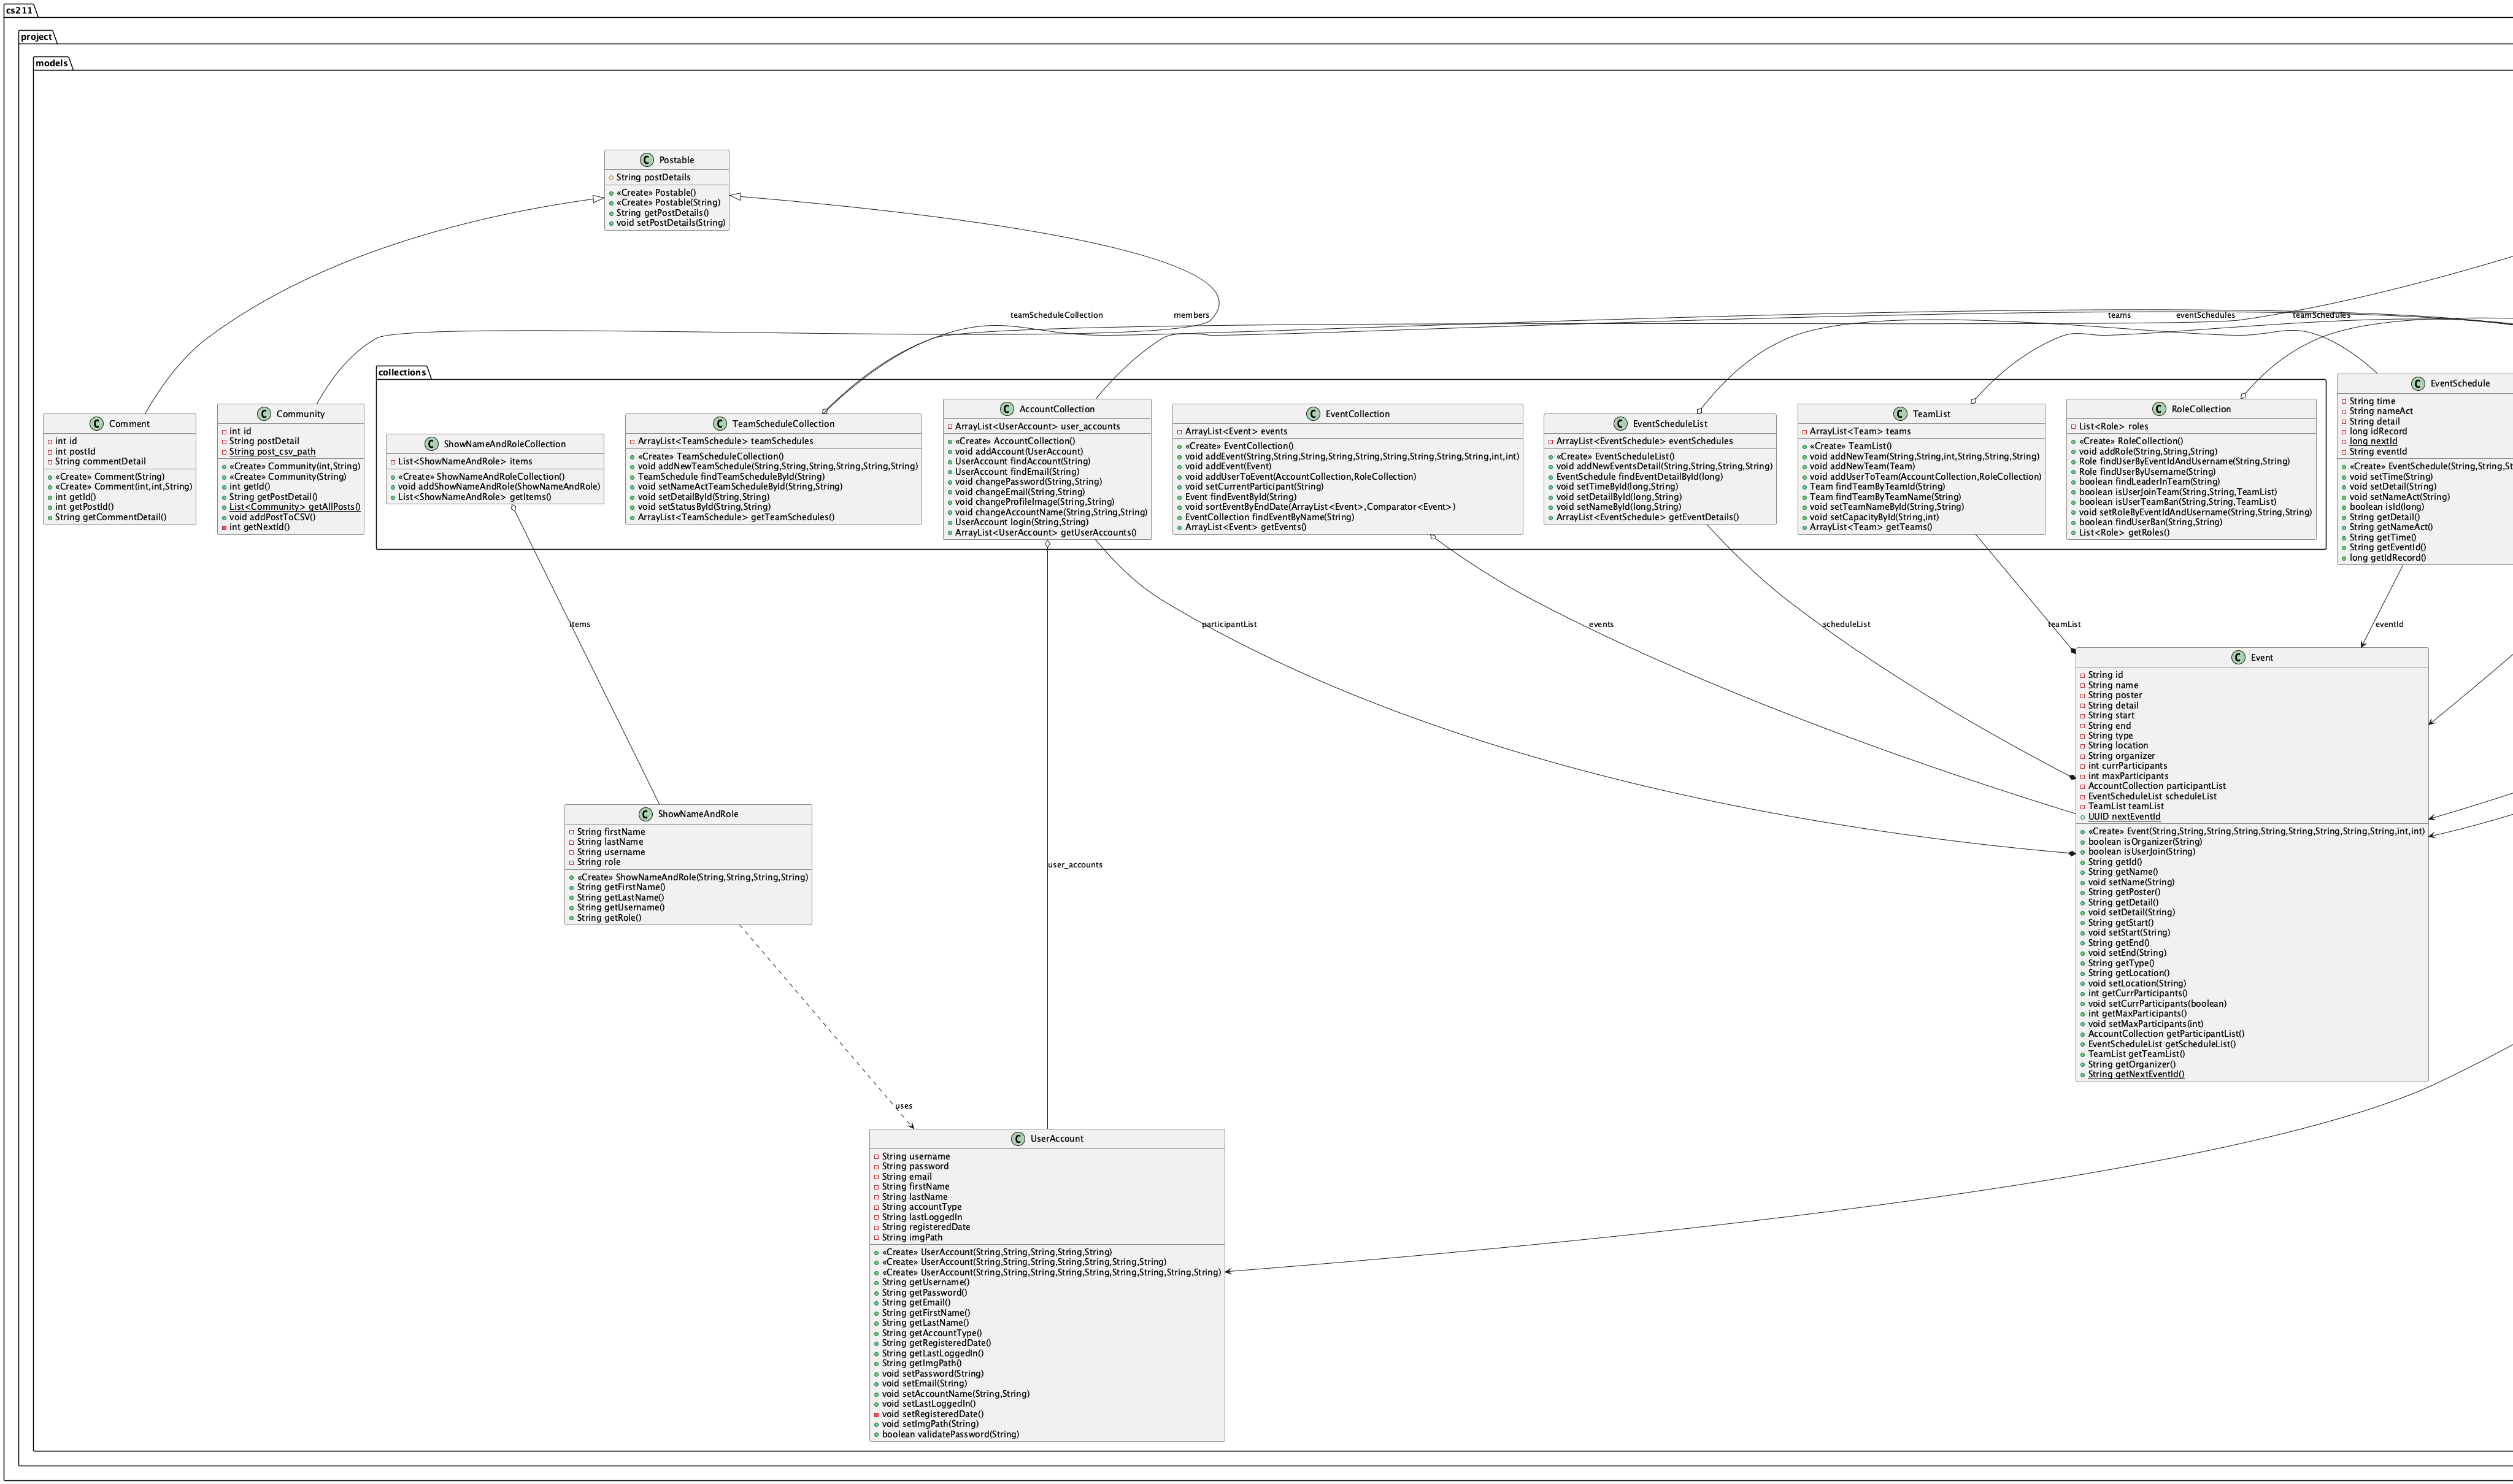 cs211
project
models
Postable
String postDetails
«Create» Postable()
«Create» Postable(String)
String getPostDetails()
void setPostDetails(String)
teamScheduleCollection
members
teams
eventSchedules
teamSchedules
collections
Comment
int id
int postId
String commentDetail
«Create» Comment(String)
«Create» Comment(int,int,String)
int getId()
int getPostId()
String getCommentDetail()
Community
int id
String postDetail
String post_csv_path
«Create» Community(int,String)
«Create» Community(String)
int getId()
String getPostDetail()
List<Community> getAllPosts()
void addPostToCSV()
int getNextId()
ShowNameAndRoleCollection
List<ShowNameAndRole> items
«Create» ShowNameAndRoleCollection()
void addShowNameAndRole(ShowNameAndRole)
List<ShowNameAndRole> getItems()
TeamScheduleCollection
ArrayList<TeamSchedule> teamSchedules
«Create» TeamScheduleCollection()
void addNewTeamSchedule(String,String,String,String,String,String)
TeamSchedule findTeamScheduleById(String)
void setNameActTeamScheduleById(String,String)
void setDetailById(String,String)
void setStatusById(String,String)
ArrayList<TeamSchedule> getTeamSchedules()
AccountCollection
ArrayList<UserAccount> user_accounts
«Create» AccountCollection()
void addAccount(UserAccount)
UserAccount findAccount(String)
UserAccount findEmail(String)
void changePassword(String,String)
void changeEmail(String,String)
void changeProfileImage(String,String)
void changeAccountName(String,String,String)
UserAccount login(String,String)
ArrayList<UserAccount> getUserAccounts()
EventCollection
ArrayList<Event> events
«Create» EventCollection()
void addEvent(String,String,String,String,String,String,String,String,String,int,int)
void addEvent(Event)
void addUserToEvent(AccountCollection,RoleCollection)
void setCurrentParticipant(String)
Event findEventById(String)
void sortEventByEndDate(ArrayList<Event>,Comparator<Event>)
EventCollection findEventByName(String)
ArrayList<Event> getEvents()
EventScheduleList
ArrayList<EventSchedule> eventSchedules
«Create» EventScheduleList()
void addNewEventsDetail(String,String,String,String)
EventSchedule findEventDetailById(long)
void setTimeById(long,String)
void setDetailById(long,String)
void setNameById(long,String)
ArrayList<EventSchedule> getEventDetails()
TeamList
ArrayList<Team> teams
«Create» TeamList()
void addNewTeam(String,String,int,String,String,String)
void addNewTeam(Team)
void addUserToTeam(AccountCollection,RoleCollection)
Team findTeamByTeamId(String)
Team findTeamByTeamName(String)
void setTeamNameById(String,String)
void setCapacityById(String,int)
ArrayList<Team> getTeams()
RoleCollection
List<Role> roles
«Create» RoleCollection()
void addRole(String,String,String)
Role findUserByEventIdAndUsername(String,String)
Role findUserByUsername(String)
boolean findLeaderInTeam(String)
boolean isUserJoinTeam(String,String,TeamList)
boolean isUserTeamBan(String,String,TeamList)
void setRoleByEventIdAndUsername(String,String,String)
boolean findUserBan(String,String)
List<Role> getRoles()
EventSchedule
String time
String nameAct
String detail
long idRecord
long nextId
String eventId
«Create» EventSchedule(String,String,St
void setTime(String)
void setDetail(String)
void setNameAct(String)
boolean isId(long)
String getDetail()
String getNameAct()
String getTime()
String getEventId()
long getIdRecord()
items
participantList
events
scheduleList
teamList
eventId
Event
String id
String name
String poster
String detail
String start
String end
String type
String location
String organizer
int currParticipants
int maxParticipants
AccountCollection participantList
EventScheduleList scheduleList
TeamList teamList
UUID nextEventId
«Create» Event(String,String,String,String,String,String,String,String,String,int,int)
boolean isOrganizer(String)
boolean isUserJoin(String)
String getId()
String getName()
void setName(String)
String getPoster()
String getDetail()
void setDetail(String)
String getStart()
void setStart(String)
String getEnd()
void setEnd(String)
String getType()
String getLocation()
void setLocation(String)
int getCurrParticipants()
void setCurrParticipants(boolean)
int getMaxParticipants()
void setMaxParticipants(int)
AccountCollection getParticipantList()
EventScheduleList getScheduleList()
TeamList getTeamList()
String getOrganizer()
String getNextEventId()
ShowNameAndRole
String firstName
String lastName
String username
String role
«Create» ShowNameAndRole(String,String,String,String)
String getFirstName()
String getLastName()
String getUsername()
String getRole()
user_accounts
uses
UserAccount
String username
String password
String email
String firstName
String lastName
String accountType
String lastLoggedIn
String registeredDate
String imgPath
«Create» UserAccount(String,String,String,String,String)
«Create» UserAccount(String,String,String,String,String,String,String)
«Create» UserAccount(String,String,String,String,String,String,String,String,String)
String getUsername()
String getPassword()
String getEmail()
String getFirstName()
String getLastName()
String getAccountType()
String getRegisteredDate()
String getLastLoggedIn()
String getImgPath()
void setPassword(String)
void setEmail(String)
void setAccountName(String,String)
void setLastLoggedIn()
void setRegisteredDate()
void setImgPath(String)
boolean validatePassword(String)